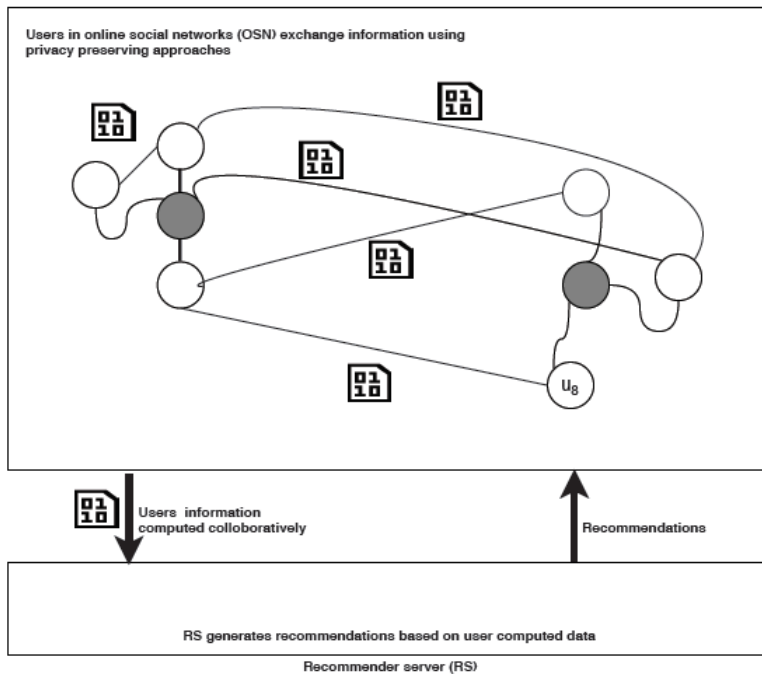 Users in online social networks (OSN) exchange information using
privacy preserving approaches
01
10
01
10
01
10
01
10
01
10
u₈
01
10
Users information
computed colloboratively
Recommendations
RS generates recommendations based on user computed data
Recommender server (RS)